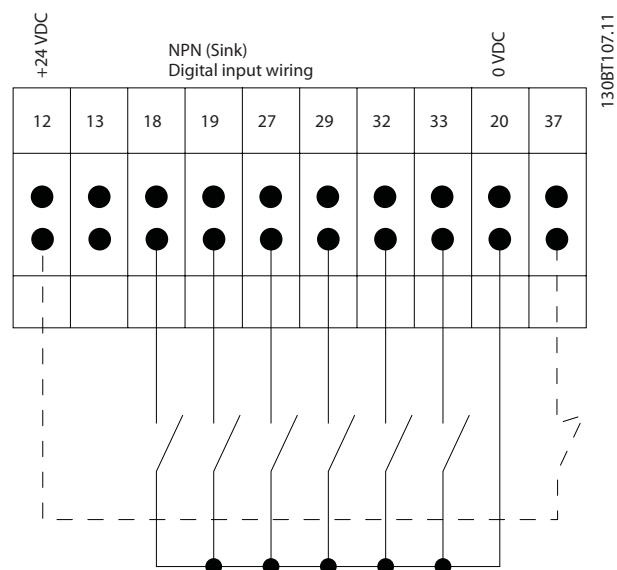 +24 VDC
NPN (Sink)
Digital input wiring
0 VDC
130BT107.11
12 13 18 19 27 29 32 33 20 37